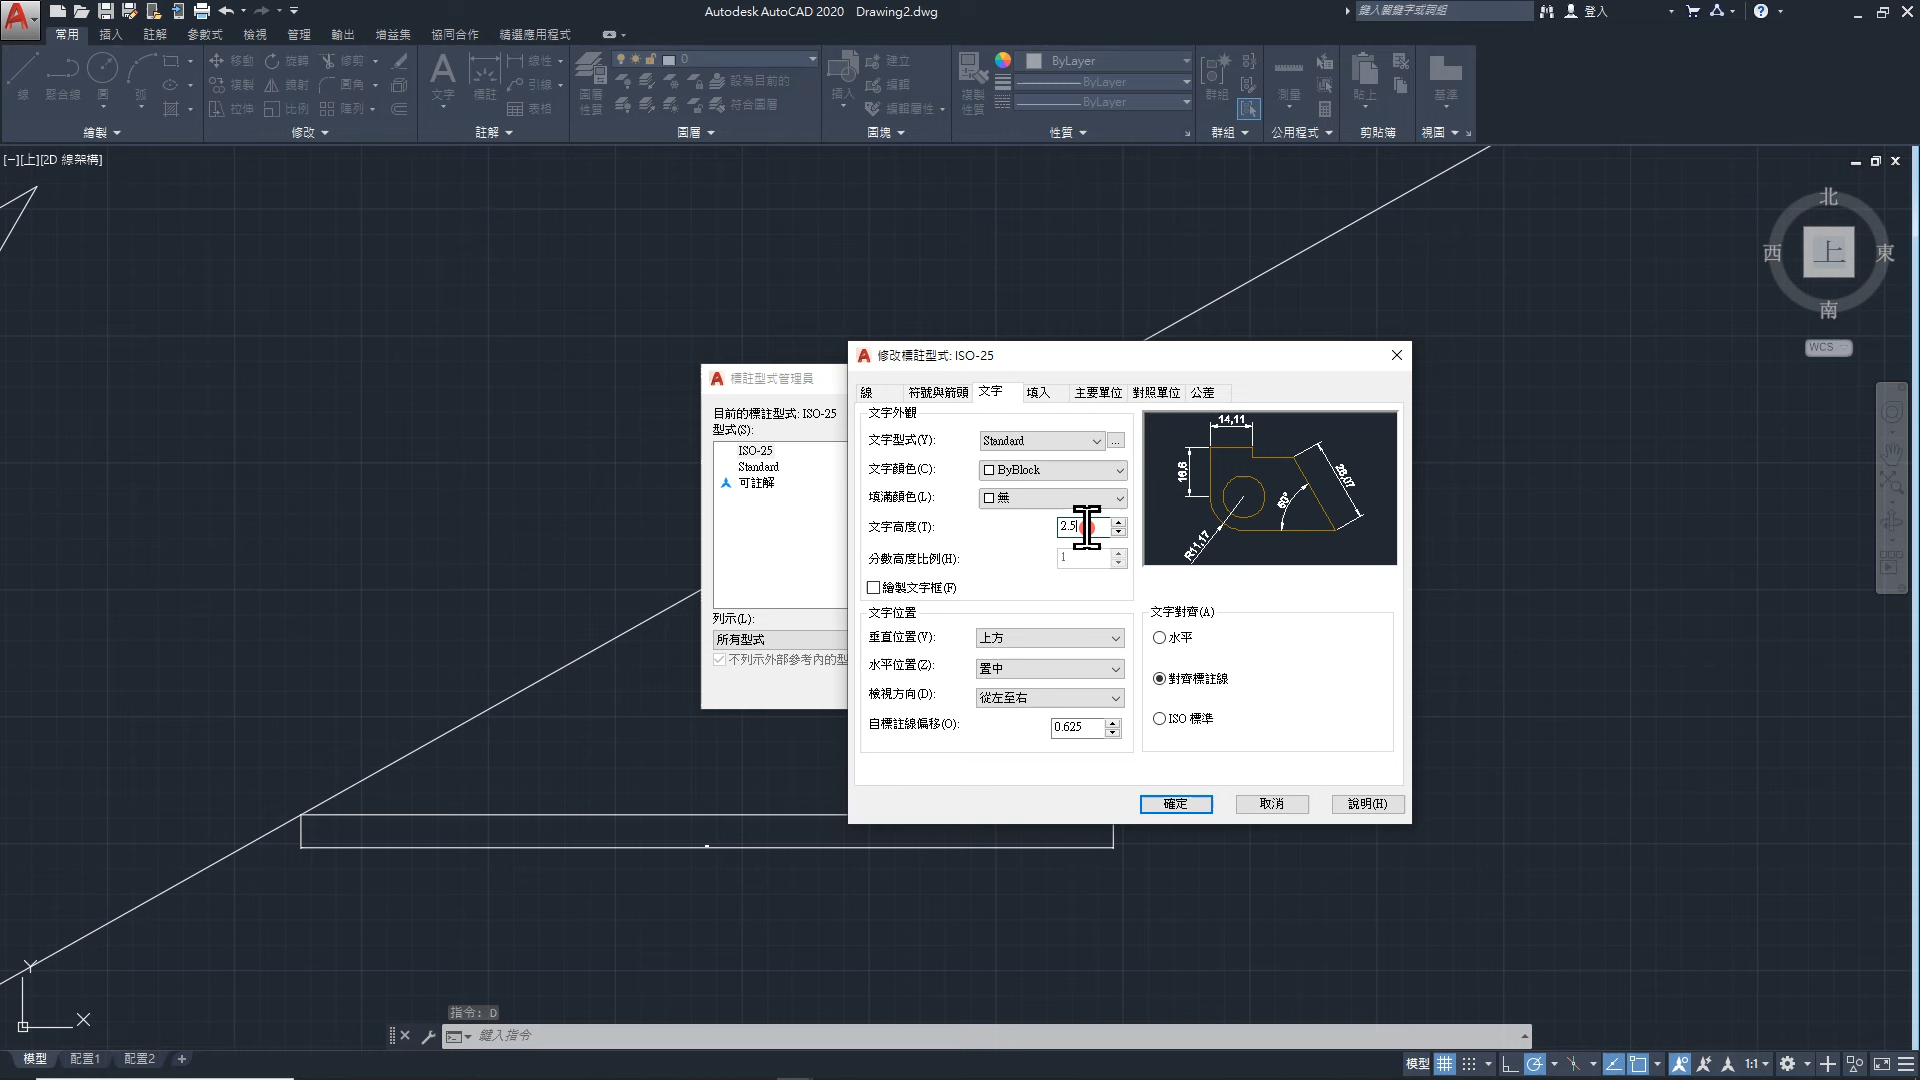 Autodesk AutoCAD 2020 Drawing2.dwg
鍵入關鍵字或詞組
登入
常用 插入 註解 參數式 檢視 管理 輸出 增益集 協同合作 精選應用程式
線 聚合線 圓 弧
移動 旋轉 修剪
複製 鏡射 圓角
拉伸 比例 陣列
文字 標註
線性
引線
表格
圖層性質
0
設為目前的
符合圖層
插入
建立
編輯
編輯屬性
複製性質
ByLayer
ByLayer
ByLayer
群組
測量
貼上
基準
繪製 修改 註解 圖層 圖塊 性質 群組 公用程式 剪貼簿 視圖
[−][上][2D 線架構]
北
西 上 東
南
WCS
標註型式管理員
目前的標註型式: ISO-25
型式(S):
ISO-25
Standard
可註解
列示(L):
所有型式
不列示外部參考內的型
修改標註型式: ISO-25
線 符號與箭頭 文字 填入 主要單位 對照單位 公差
文字外觀
文字型式(Y): Standard ...
文字顏色(C): ByBlock
填滿顏色(L): 無
文字高度(T): 2.5
分數高度比例(H): 1
繪製文字框(F)
文字位置
垂直位置(V): 上方
水平位置(Z): 置中
檢視方向(D): 從左至右
自標註線偏移(O): 0.625
14,11
16,6
28,07
60°
R11,17
文字對齊(A)
水平
對齊標註線
ISO 標準
確定 取消 說明(H)
Y
X
指令: D
鍵入指令
模型 配置1 配置2 +
模型 1:1